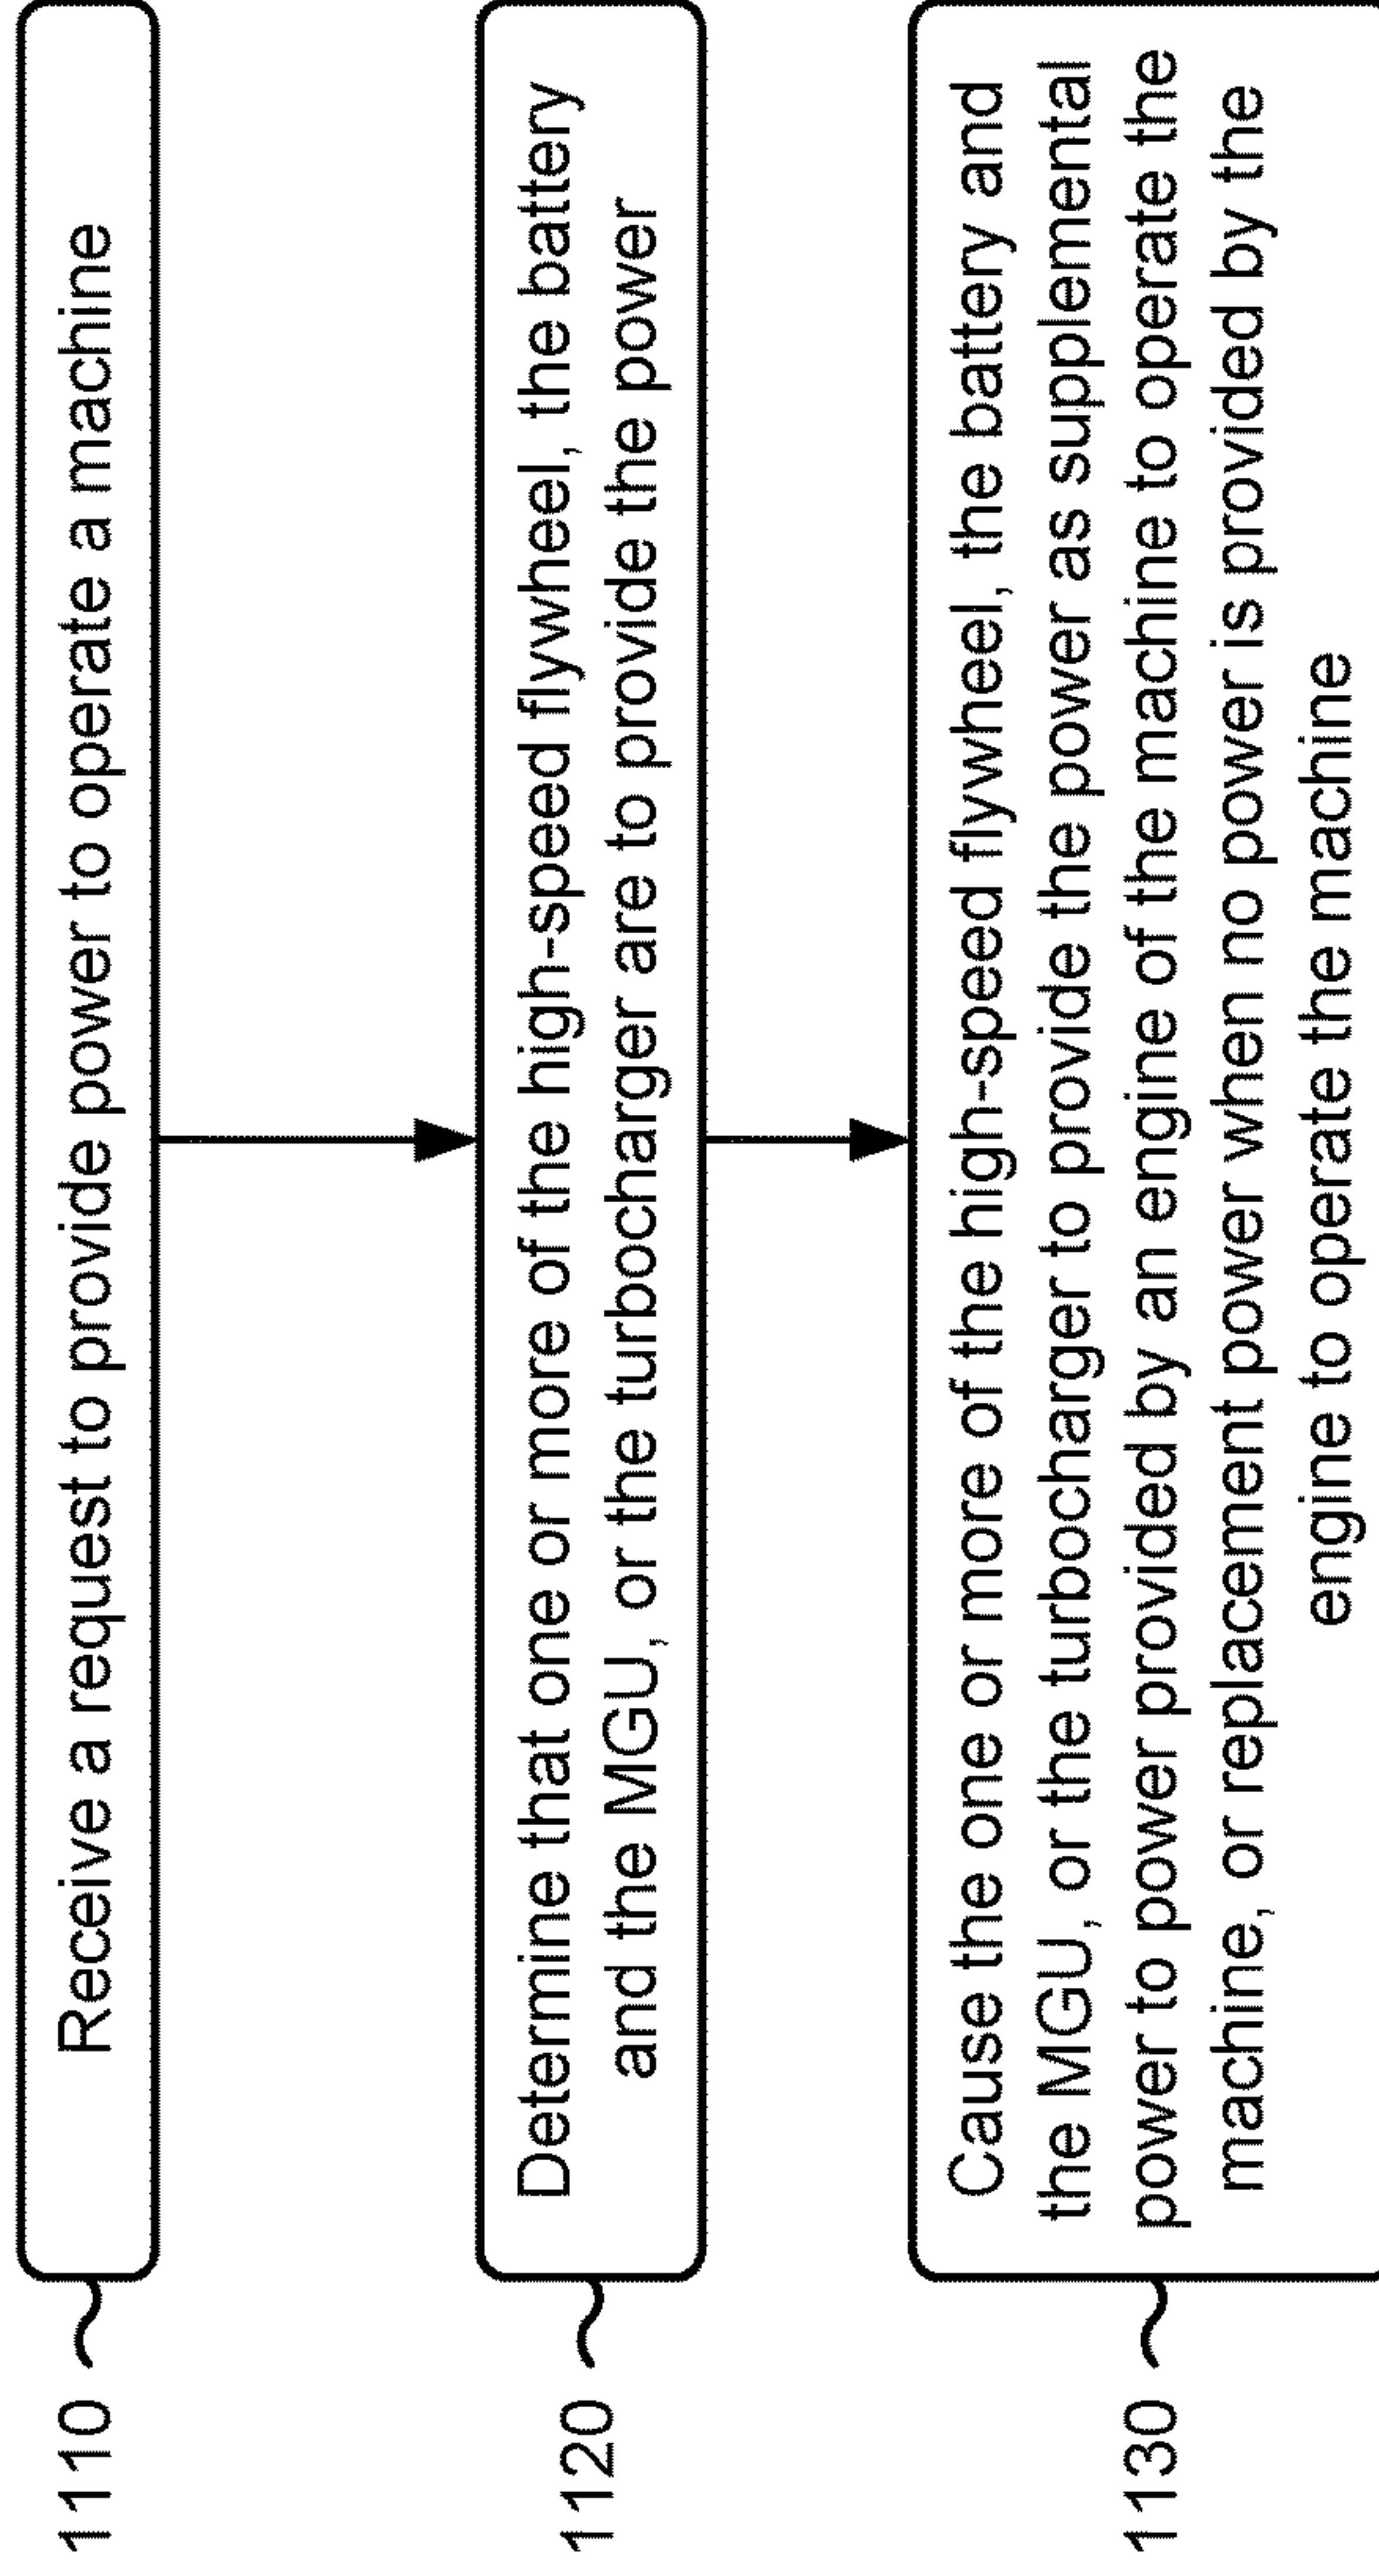 1110
Receive a request to provide power to operate a machine
1120
Determine that one or more of the high-speed flywheel, the battery
and the MGU, or the turbocharger are to provide the power
1130
Cause the one or more of the high-speed flywheel, the battery and
the MGU, or the turbocharger to provide the power as supplemental
power to power provided by an engine of the machine to operate the
machine, or replacement power when no power is provided by the
engine to operate the machine